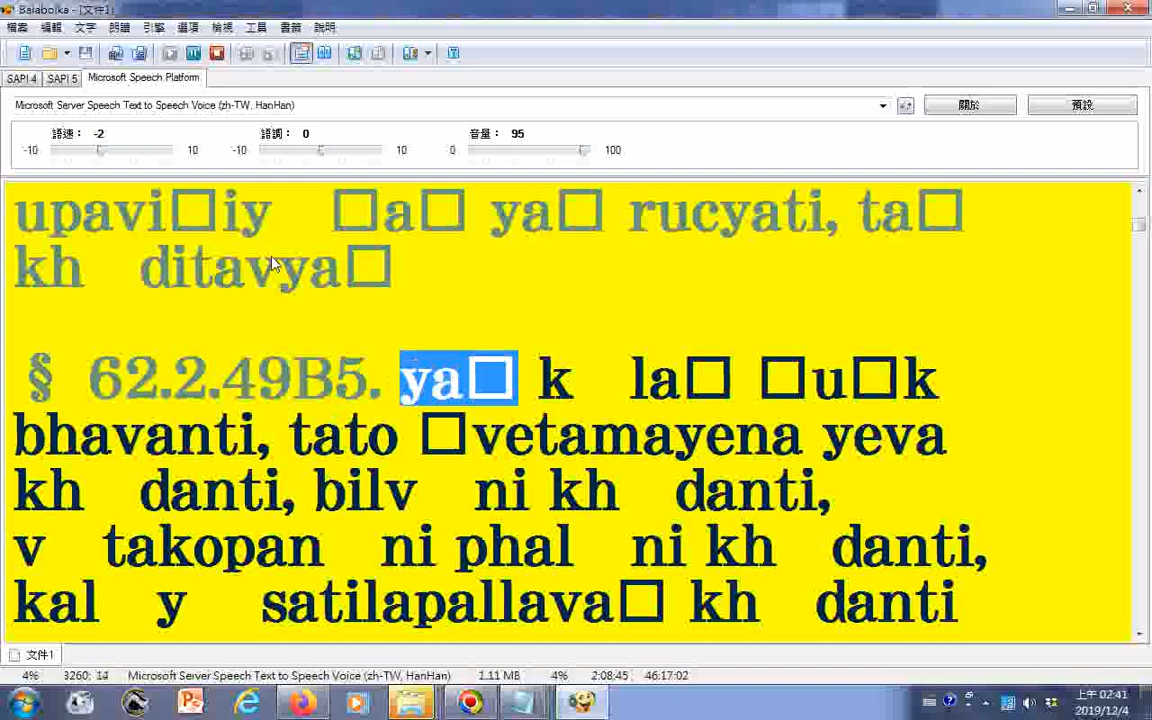 Balabolka - [文件1]
檔案 編輯 文字 朗讀 引擎 選項 檢視 工具 書籤 說明
SAPI 4 SAPI 5 Microsoft Speech Platform
Microsoft Server Speech Text to Speech Voice (zh-TW, HanHan) 關於 預設
語速： -2 語調： 0 音量： 95
-10 10 -10 10 0 100
upavi□iy □a□ ya□ rucyati, ta□
kh ditavya□
§ 62.2.49B5. ya□ k la□ □u□k
bhavanti, tato □vetamayena yeva
kh danti, bilv ni kh danti,
v takopan ni phal ni kh danti,
kal y satilapallava□ kh danti
文件1
4% 3260; 14 Microsoft Server Speech Text to Speech Voice (zh-TW, HanHan) 1.11 MB 4% 2:08:45 46:17:02
上午 02:41
2019/12/4